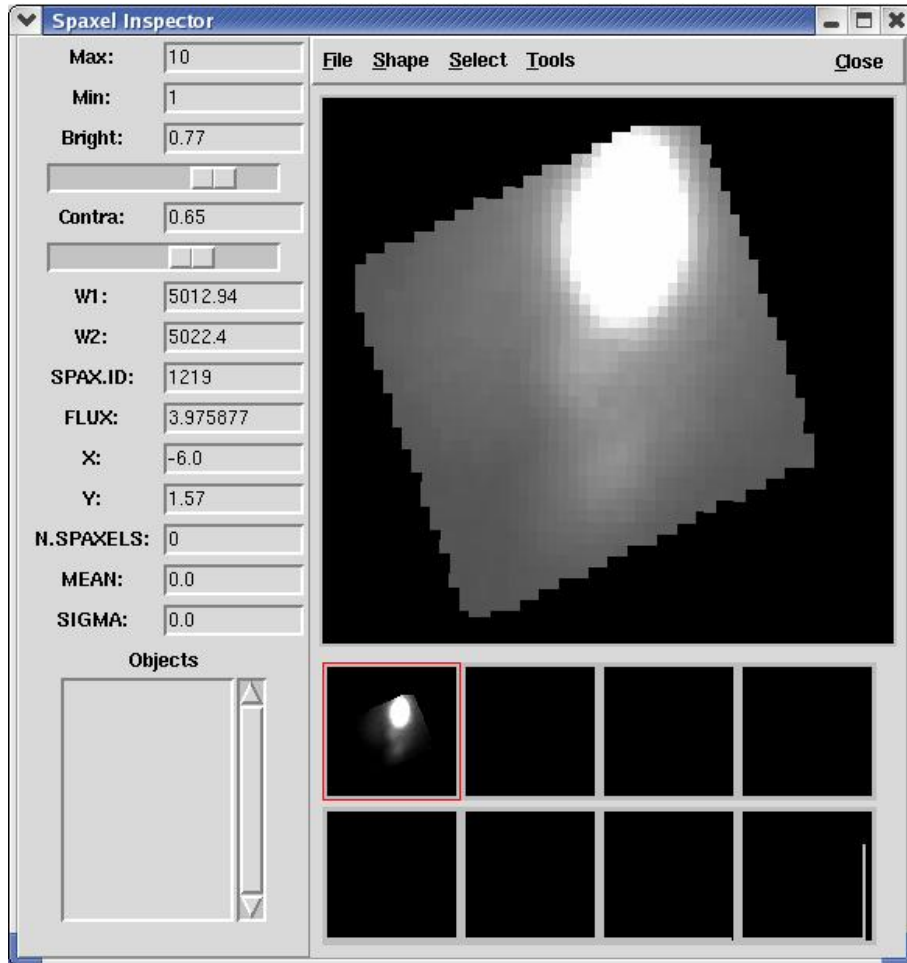 Spaxel Inspector
Max: 10
Min: 1
Bright: 0.77
Contra: 0.65
W1: 5012.94
W2: 5022.4
SPAX.ID: 1219
FLUX: 3.975877
X: -6.0
Y: 1.57
N.SPAXELS: 0
MEAN: 0.0
SIGMA: 0.0
Objects
File Shape Select Tools Close